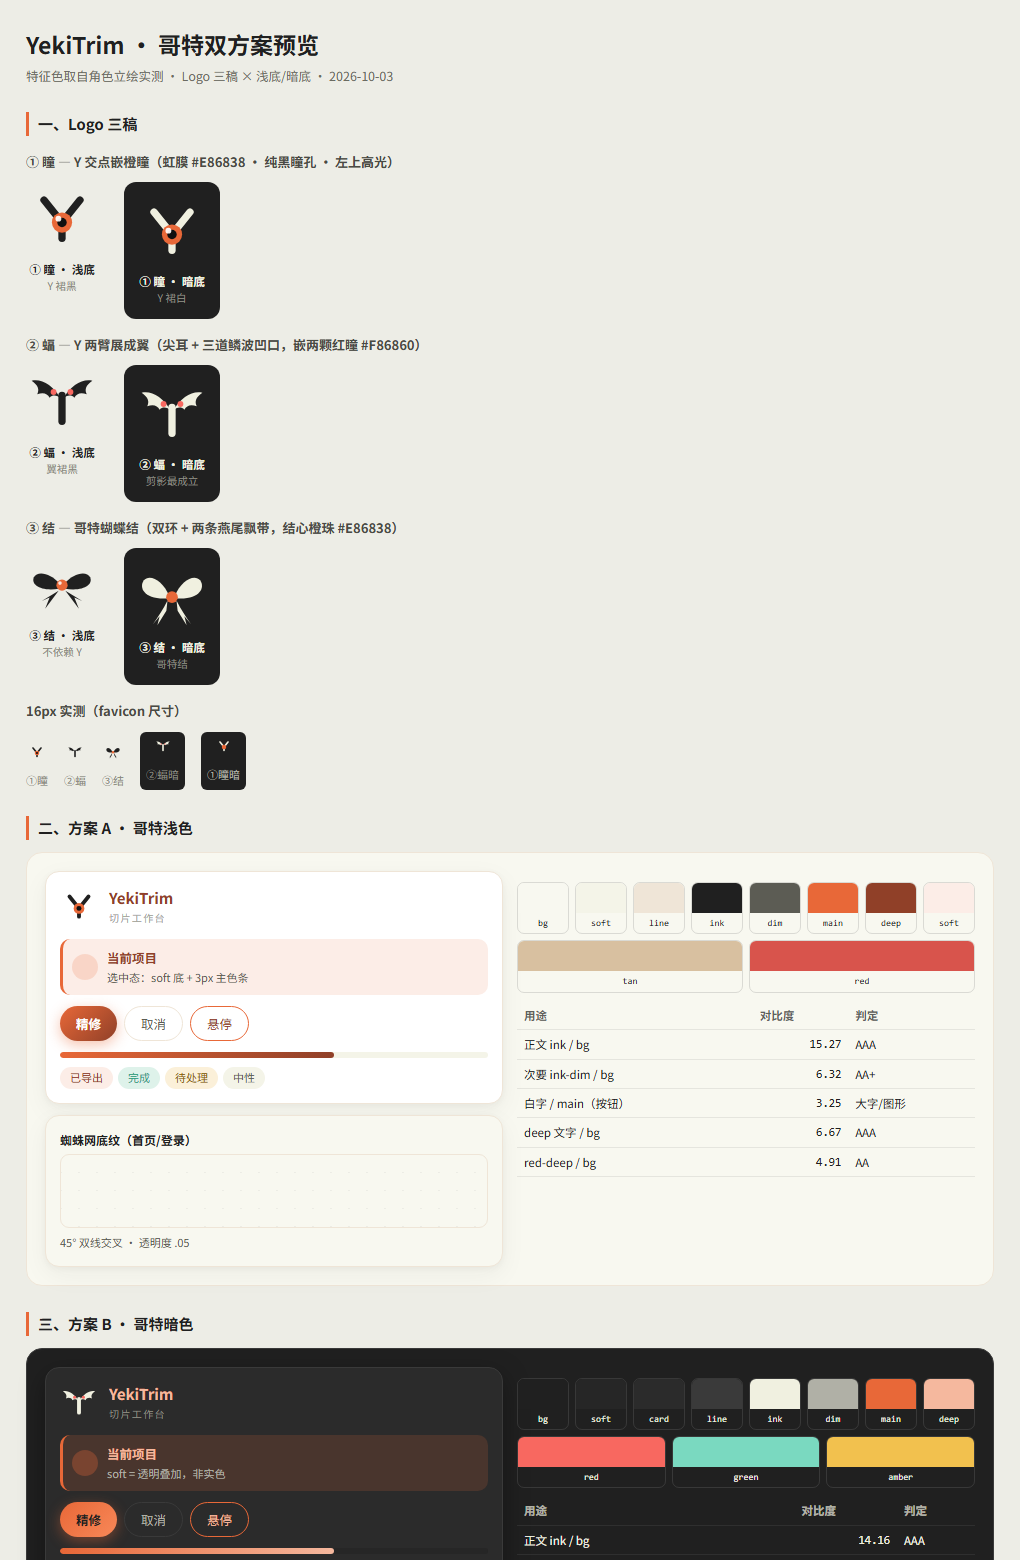 YekiTrim · 哥特双方案预览
特征色取自角色立绘实测 · Logo 三稿 × 浅底/暗底 · 2026-10-03
一、Logo 三稿
① 瞳 — Y 交点嵌橙瞳（虹膜 #E86838 · 纯黑瞳孔 · 左上高光）
① 瞳 · 浅底
Y 裙黑
① 瞳 · 暗底
Y 裙白
② 蝠 — Y 两臂展成翼（尖耳 + 三道鳞波凹口，嵌两颗红瞳 #F86860）
② 蝠 · 浅底
翼裙黑
② 蝠 · 暗底
剪影最成立
③ 结 — 哥特蝴蝶结（双环 + 两条燕尾飘带，结心橙珠 #E86838）
③ 结 · 浅底
不依赖 Y
③ 结 · 暗底
哥特结
16px 实测（favicon 尺寸）
①瞳
②蝠
③结
②蝠暗
①瞳暗
二、方案 A · 哥特浅色
YekiTrim
切片工作台
当前项目
选中态：soft 底 + 3px 主色条
精修
取消
悬停
已导出
完成
待处理
中性
蜘蛛网底纹（首页/登录）
45° 双线交叉 · 透明度 .05
bg
soft
line
ink
dim
main
deep
soft
tan
red
用途 对比度 判定
正文 ink / bg 15.27 AAA
次要 ink-dim / bg 6.32 AA+
白字 / main（按钮） 3.25 大字/图形
deep 文字 / bg 6.67 AAA
red-deep / bg 4.91 AA
三、方案 B · 哥特暗色
YekiTrim
切片工作台
当前项目
soft = 透明叠加，非实色
精修
取消
悬停
bg
soft
card
line
ink
dim
main
deep
red
green
amber
用途 对比度 判定
正文 ink / bg 14.16 AAA